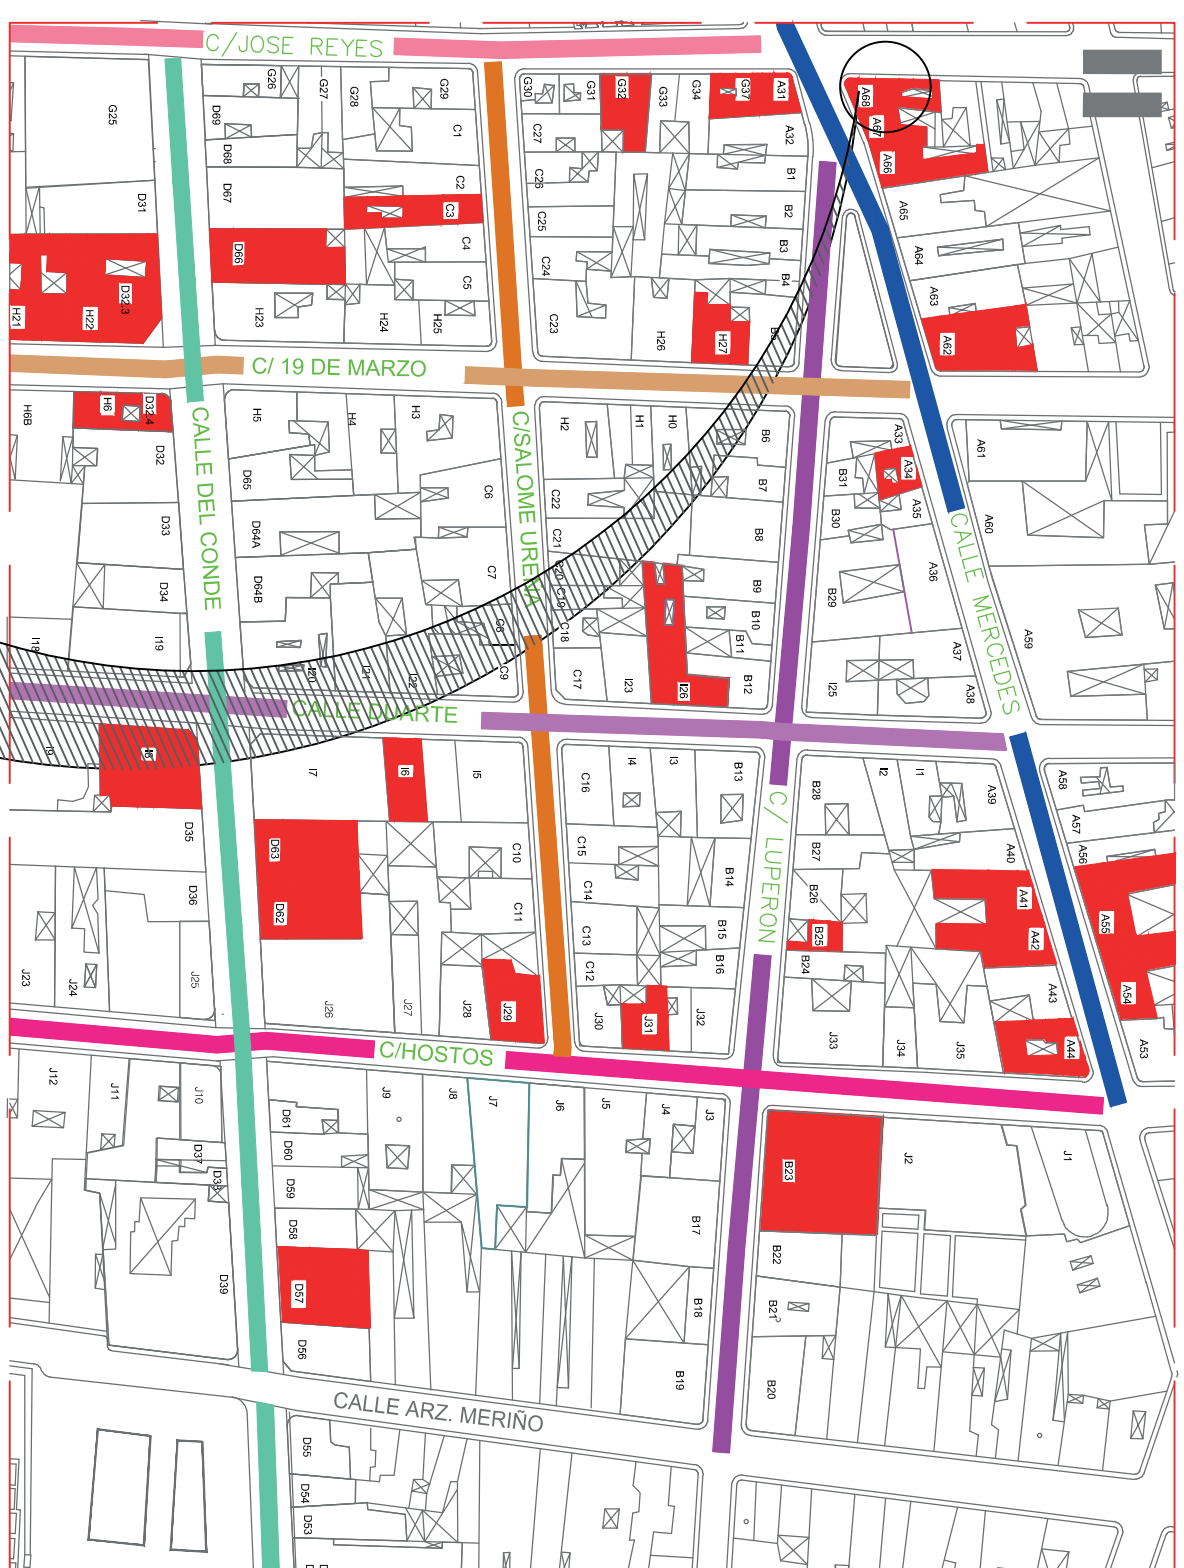 C/JOSE REYES
G25
G26
G27
G28
G29
D69
D68
C1
D67
C2
C3
D31
D66
C4
C5
D32.3
H21
H22
H23
H24
H25
G30
G31
G32
G33
G34
G37
A31
C27
A32
C26
B1
C25
B2
B3
C24
B4
C23
H26
H27
B5
A68
A67
A66
A65
A64
A63
A62
C/ 19 DE MARZO
H6B
H6
D32.4
D32
D33
D34
I18
I19
CALLE DEL CONDE
H5
H4
H3
D65
C6
D64A
C7
D64B
C8
C9
I20
I21
I22
C/SALOME UREÑA
H2
H1
H0
B6
B7
C22
B8
C21
C20
C19
C18
B9
B10
B11
B12
C17
I23
I26
A33
A34
B31
A35
B30
A36
B29
A37
I25
A38
CALLE MERCEDES
A61
A60
A59
CALLE DUARTE
I9
I8
D35
D36
J23
J24
J25
I7
I6
I5
D63
C10
D62
C11
J26
J27
J28
J29
C16
I4
I3
B13
C15
B14
C14
C13
B15
C12
B16
J30
J31
J32
C/ LUPERON
B28
I2
I1
A39
B27
A40
B26
A41
B25
A42
B24
A43
J33
J34
J35
A44
A58
A57
A56
A55
A54
A53
C/HOSTOS
J12
J11
J10
D37
D38
D39
D61
J9
J8
J7
J6
J5
J4
J3
D60
D59
D58
B17
D57
B18
D56
B19
B23
J2
J1
B22
B21
B20
CALLE ARZ. MERIÑO
D55
D54
D53